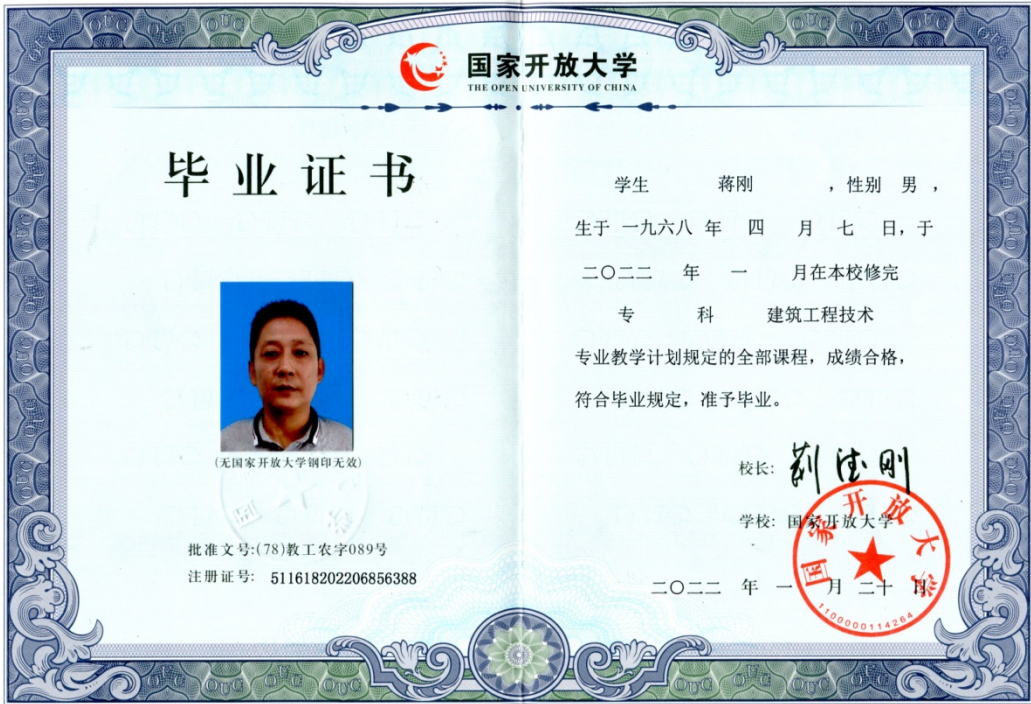 国家开放大学
THE OPEN UNIVERSITY OF CHINA
毕业证书
(无国家开放大学钢印无效)
批准文号:(78)教工农字089号
注册证号: 511618202206856388
学生 蒋刚 ,性别 男 ,
生于 一九六八 年 四 月 七 日,于
二〇二二 年 一 月在本校修完
专 科 建筑工程技术
专业教学计划规定的全部课程,成绩合格,
符合毕业规定,准予毕业。
校长: 荆德刚
学校: 国家开放大学
二〇二二 年 一 月 二十 日
国家开放大学
1100000114264